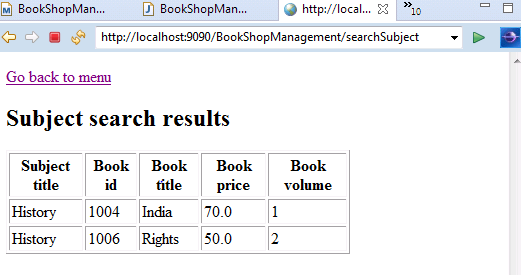 BookShopMan...
BookShopMan...
http://local...
»10
http://localhost:9090/BookShopManagement/searchSubject
Go back to menu
Subject search results
Subject title Book id Book title Book price Book volume
History 1004 India 70.0 1
History 1006 Rights 50.0 2